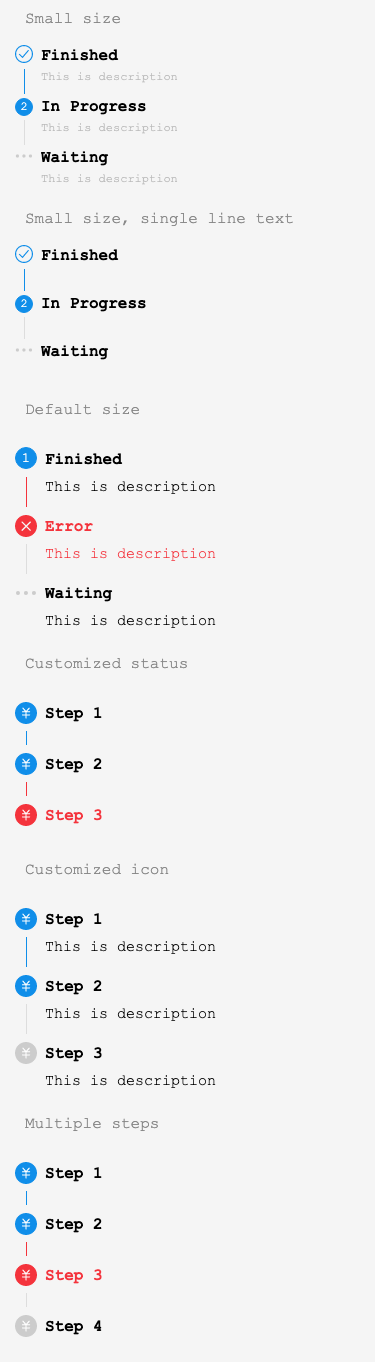 Small size
Finished
This is description
2 In Progress
This is description
Waiting
This is description
Small size, single line text
Finished
2 In Progress
Waiting
Default size
1 Finished
This is description
Error
This is description
Waiting
This is description
Customized status
¥ Step 1
¥ Step 2
¥ Step 3
Customized icon
¥ Step 1
This is description
¥ Step 2
This is description
¥ Step 3
This is description
Multiple steps
¥ Step 1
¥ Step 2
¥ Step 3
¥ Step 4